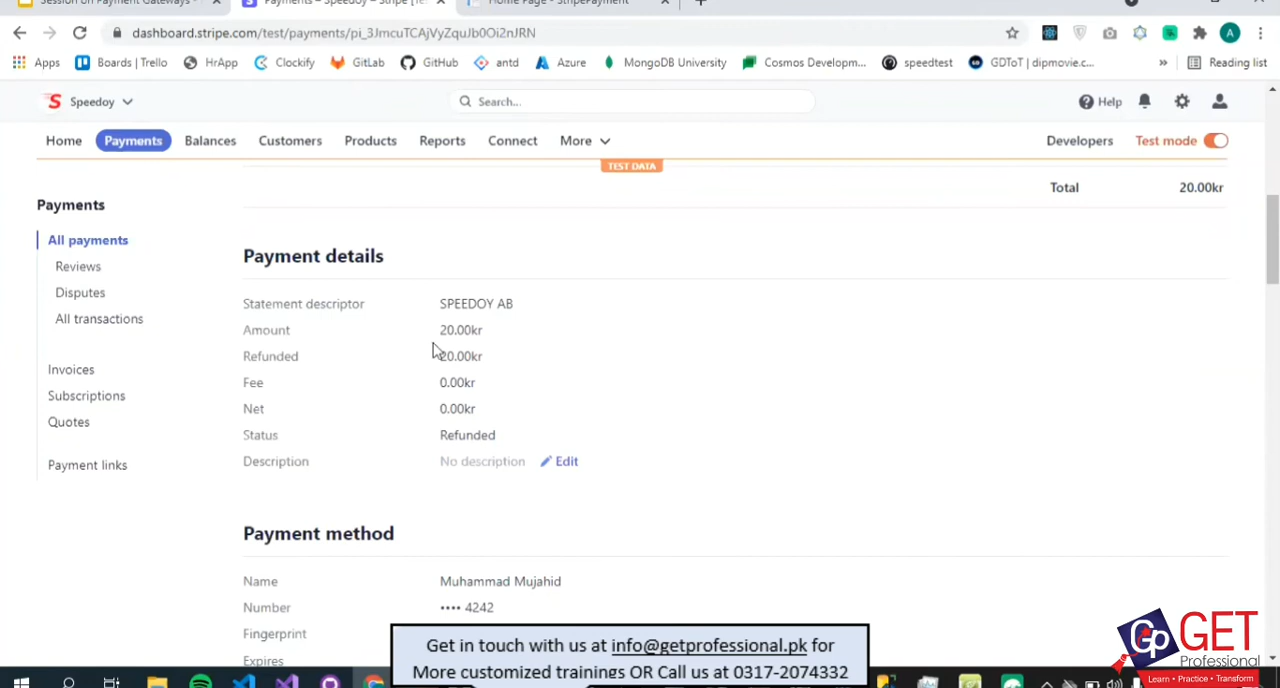 Session on Payment Gateways -
Payments – Speedoy – Stripe [Te
Home Page - StripePayment
dashboard.stripe.com/test/payments/pi_3JmcuTCAjVyZquJb0Oi2nJRN
A
Apps
Boards | Trello
HrApp
Clockify
GitLab
GitHub
antd
Azure
MongoDB University
Cosmos Developm...
speedtest
GDToT | dipmovie.c...
»
Reading list
S Speedoy
Search...
Help
Home
Payments
Balances
Customers
Products
Reports
Connect
More
Developers
Test mode
TEST DATA
Total 20.00kr
Payments
All payments
Reviews
Disputes
All transactions
Invoices
Subscriptions
Quotes
Payment links
Payment details
Statement descriptor SPEEDOY AB
Amount 20.00kr
Refunded 20.00kr
Fee 0.00kr
Net 0.00kr
Status Refunded
Description No description Edit
Payment method
Name Muhammad Mujahid
Number •••• 4242
Fingerprint
Expires
Get in touch with us at info@getprofessional.pk for
More customized trainings OR Call us at 0317-2074332
Gp GET
Professional
Learn • Practice • Transform